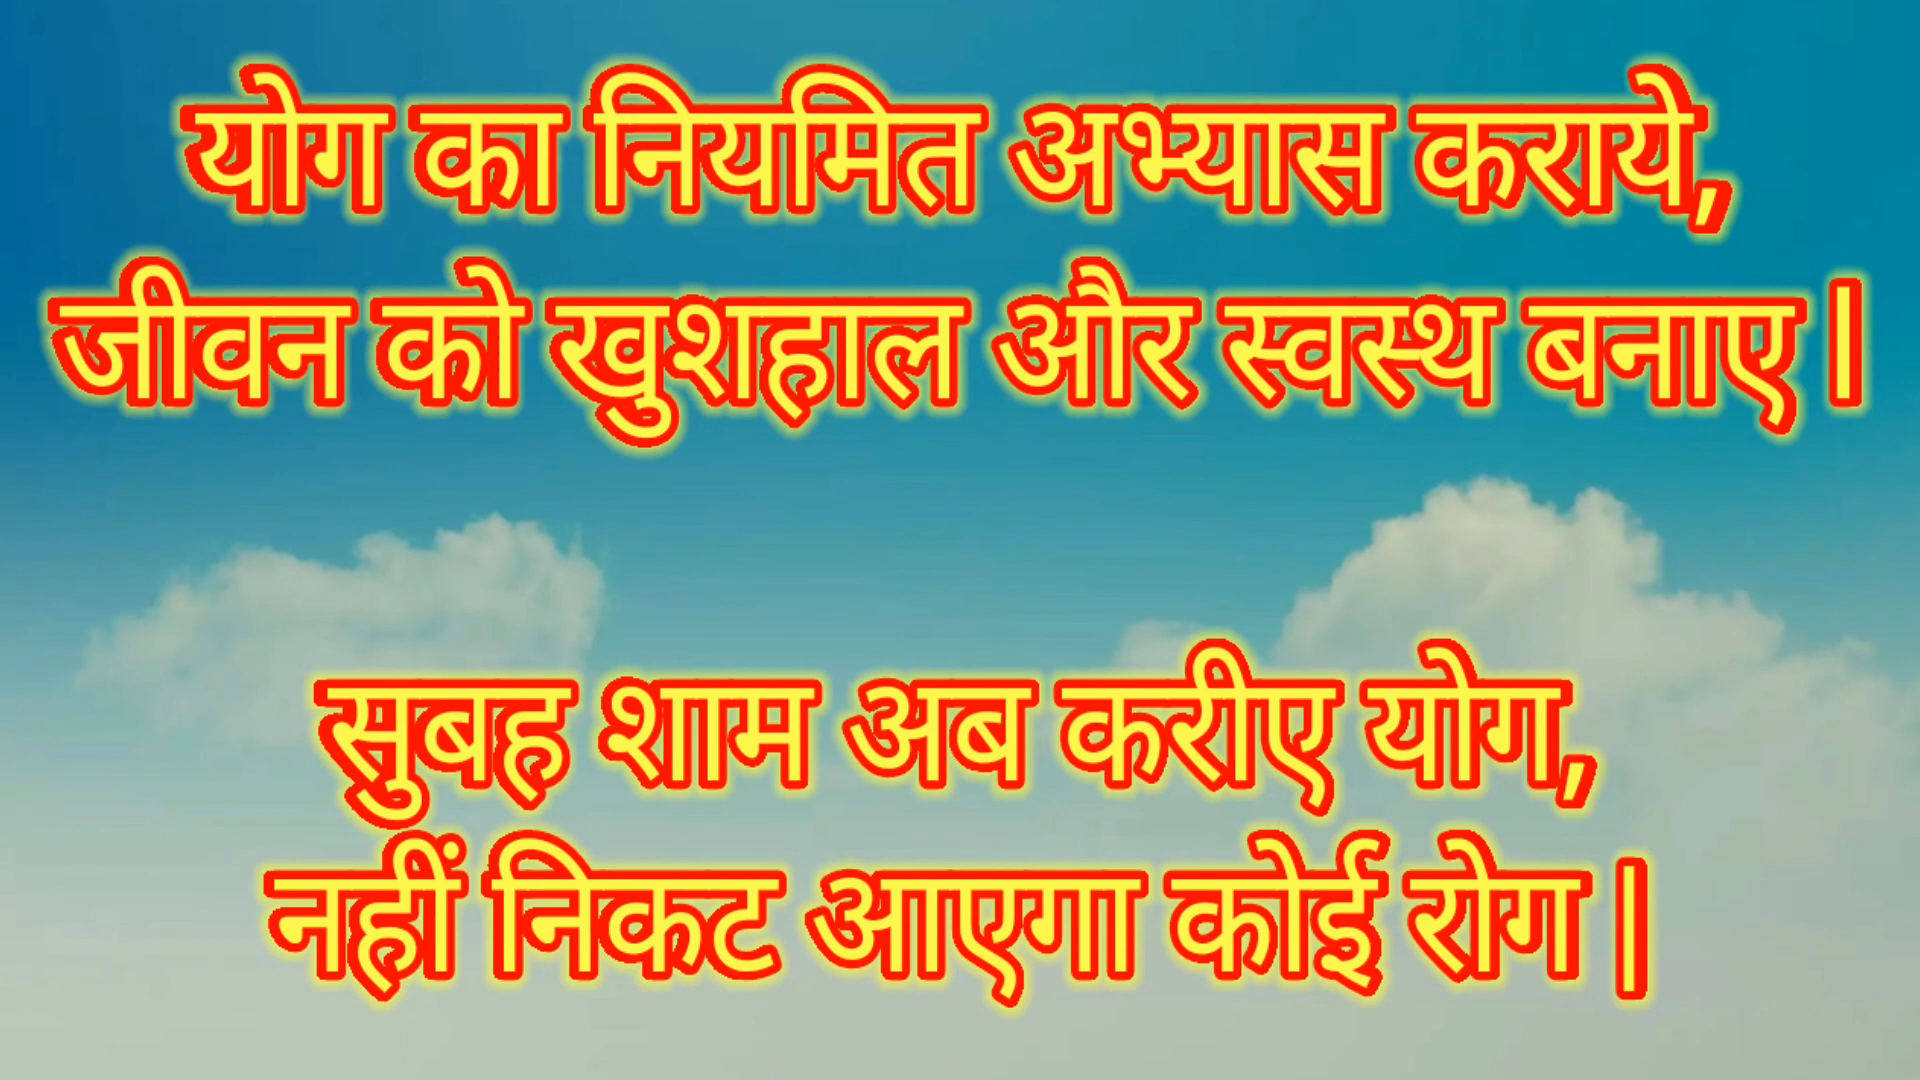 योग का नियमित अभ्यास कराये,
जीवन को खुशहाल और स्वस्थ बनाए |
सुबह शाम अब करीए योग,
नहीं निकट आएगा कोई रोग |